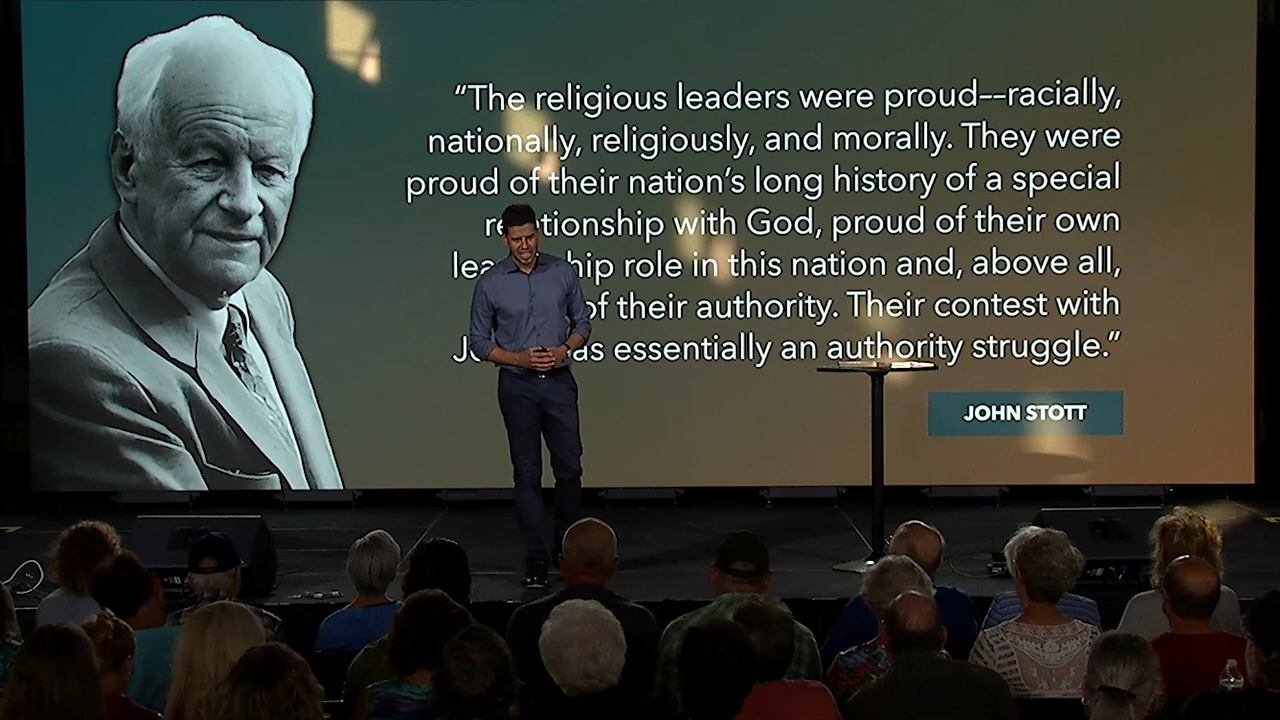 “The religious leaders were proud––racially,
nationally, religiously, and morally. They were
proud of their nation’s long history of a special
relationship with God, proud of their own
leadership role in this nation and, above all,
of their authority. Their contest with
essentially an authority struggle.”
JOHN STOTT